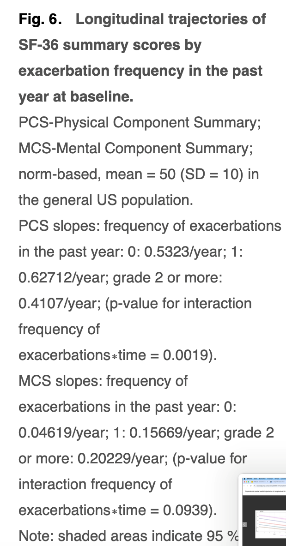 Fig. 6. Longitudinal trajectories of
SF-36 summary scores by
exacerbation frequency in the past
year at baseline.
PCS-Physical Component Summary;
MCS-Mental Component Summary;
norm-based, mean = 50 (SD = 10) in
the general US population.
PCS slopes: frequency of exacerbations
in the past year: 0: 0.5323/year; 1:
0.62712/year; grade 2 or more:
0.4107/year; (p-value for interaction
frequency of
exacerbations∗time = 0.0019).
MCS slopes: frequency of
exacerbations in the past year: 0:
0.04619/year; 1: 0.15669/year; grade 2
or more: 0.20229/year; (p-value for
interaction frequency of
exacerbations∗time = 0.0939).
Note: shaded areas indicate 95 %